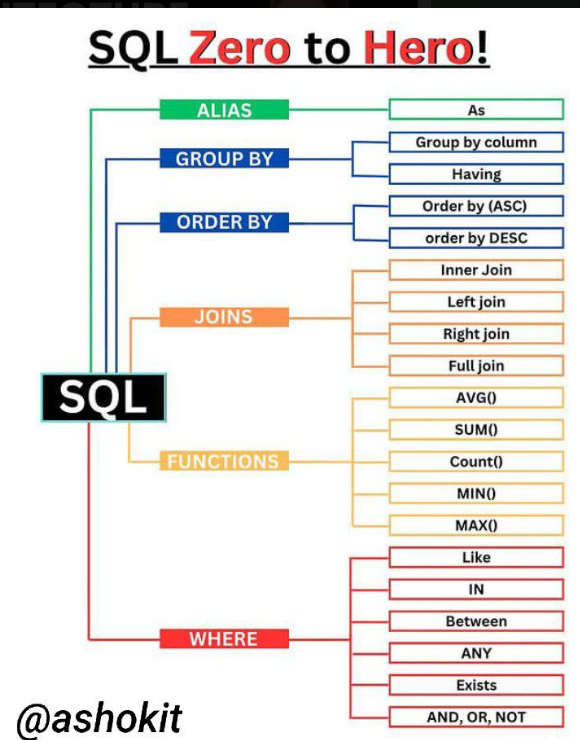 SQL Zero to Hero!
ALIAS
As
GROUP BY
Group by column
Having
ORDER BY
Order by (ASC)
order by DESC
JOINS
Inner Join
Left join
Right join
Full join
SQL
FUNCTIONS
AVG()
SUM()
Count()
MIN()
MAX()
WHERE
Like
IN
Between
ANY
Exists
AND, OR, NOT
@ashokit